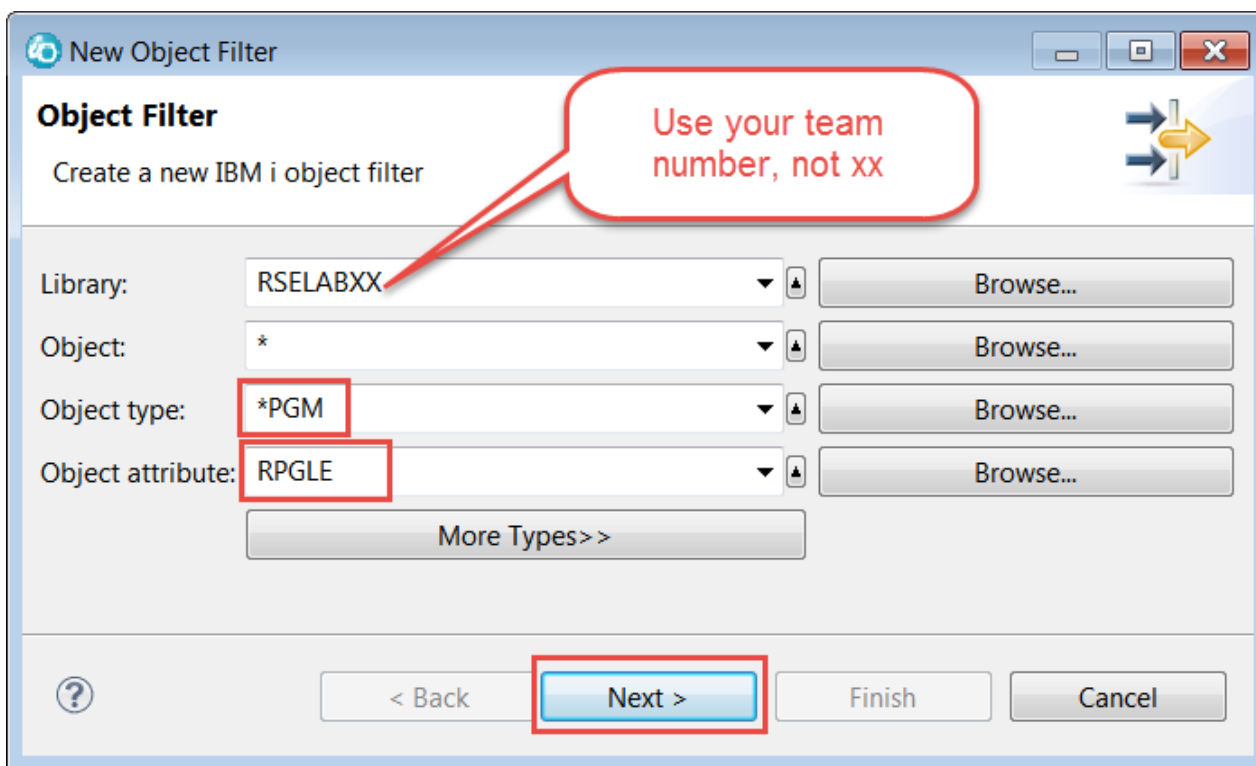 New Object Filter
Object Filter
Create a new IBM i object filter
Use your team
number, not xx
Library: RSELABXX Browse...
Object: * Browse...
Object type: *PGM Browse...
Object attribute: RPGLE Browse...
More Types>>
? < Back Next > Finish Cancel